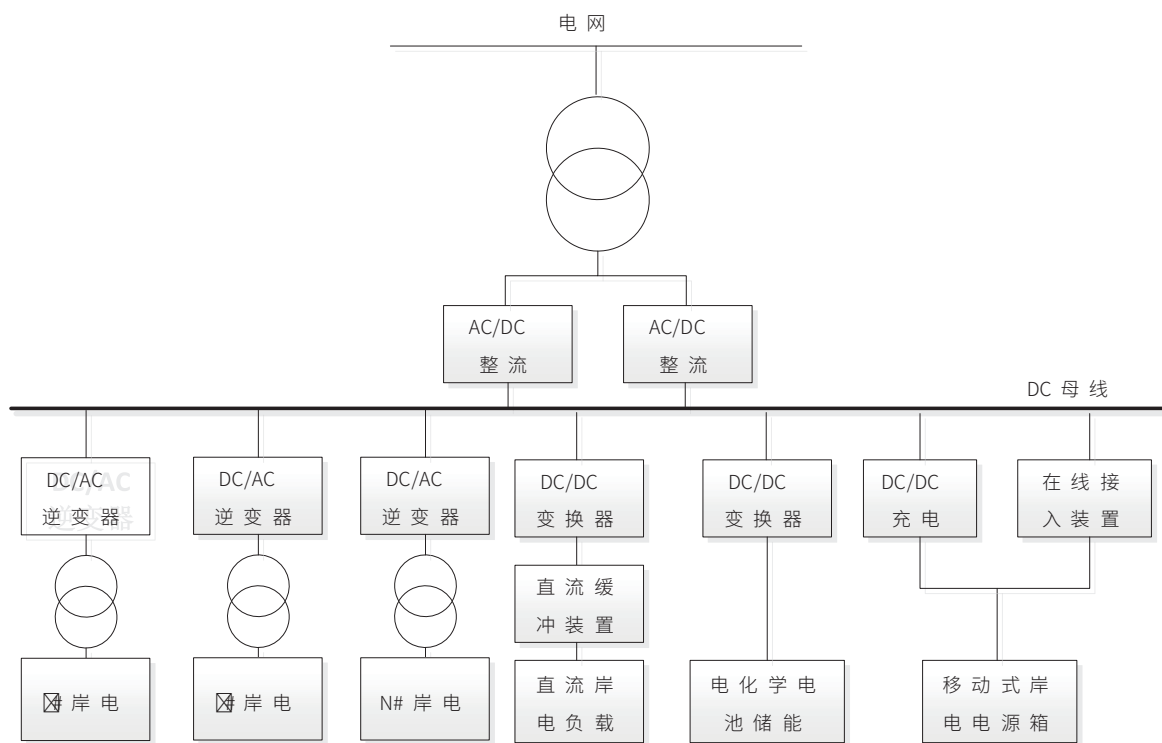 电网
AC/DC
整流
AC/DC
整流
DC母线
DC/AC
逆变器
DC/AC
逆变器
DC/AC
逆变器
DC/DC
变换器
DC/DC
变换器
DC/DC
充电
在线接
入装置
直流缓
冲装置
#岸电
#岸电
N#岸电
直流岸
电负载
电化学电
池储能
移动式岸
电电源箱